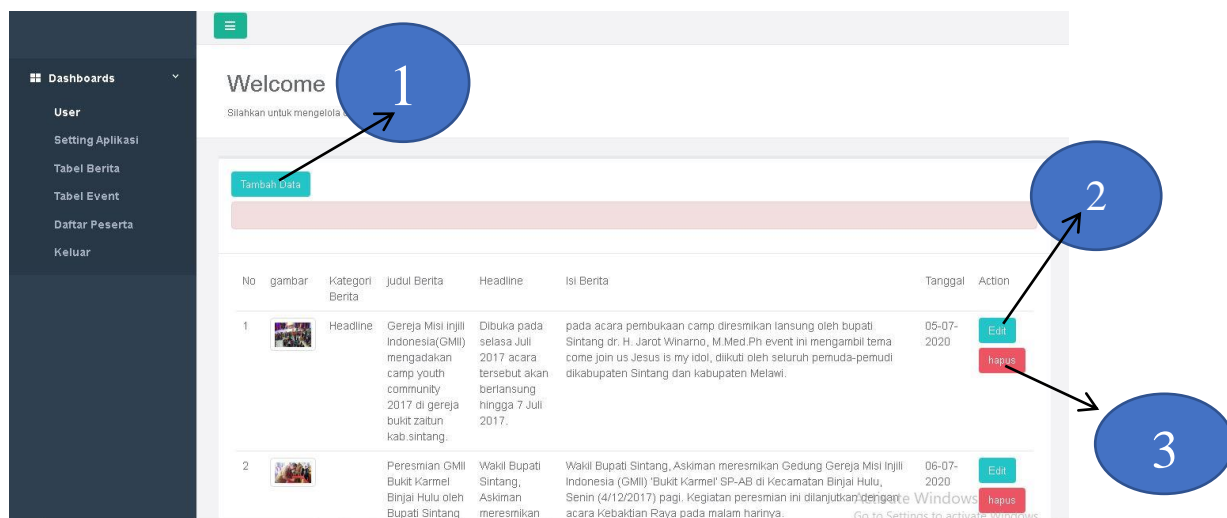 Dashboards
User
Setting Aplikasi
Tabel Berita
Tabel Event
Daftar Peserta
Keluar
Welcome
Silahkan untuk mengelola
1
Tambah Data
2
No gambar Kategori Berita judul Berita Headline Isi Berita Tanggal Action
1
Headline
Gereja Misi injili
Indonesia(GMII)
mengadakan
camp youth
community
2017 di gereja
bukit zaitun
kab.sintang.
Dibuka pada
selasa Juli
2017 acara
tersebut akan
berlansung
hingga 7 Juli
2017.
pada acara pembukaan camp diresmikan lansung oleh bupati
Sintang dr. H. Jarot Winarno, M.Med.Ph event ini mengambil tema
come join us Jesus is my idol, diikuti oleh seluruh pemuda-pemudi
dikabupaten Sintang dan kabupaten Melawi.
05-07-
2020
Edit
hapus
3
2
Peresmian GMII
Bukit Karmel
Binjai Hulu oleh
Bupati Sintang
Wakil Bupati
Sintang,
Askiman
meresmikan
Wakil Bupati Sintang, Askiman meresmikan Gedung Gereja Misi Injili
Indonesia (GMII) 'Bukit Karmel' SP-AB di Kecamatan Binjai Hulu,
Senin (4/12/2017) pagi. Kegiatan peresmian ini dilanjutkan dengan
acara Kebaktian Raya pada malam harinya.
06-07-
2020
Edit
hapus
Activate Windows
Go to Settings to activate Windows